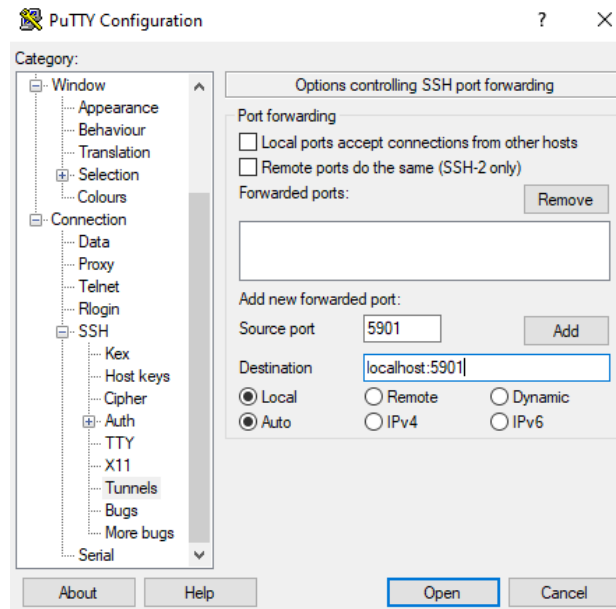 PuTTY Configuration ? X
Category:
Window
Appearance
Behaviour
Translation
Selection
Colours
Connection
Data
Proxy
Telnet
Rlogin
SSH
Kex
Host keys
Cipher
Auth
TTY
X11
Tunnels
Bugs
More bugs
Serial
Options controlling SSH port forwarding
Port forwarding
Local ports accept connections from other hosts
Remote ports do the same (SSH-2 only)
Forwarded ports: Remove
Add new forwarded port:
Source port 5901 Add
Destination localhost:5901
Local Remote Dynamic
Auto IPv4 IPv6
About Help Open Cancel